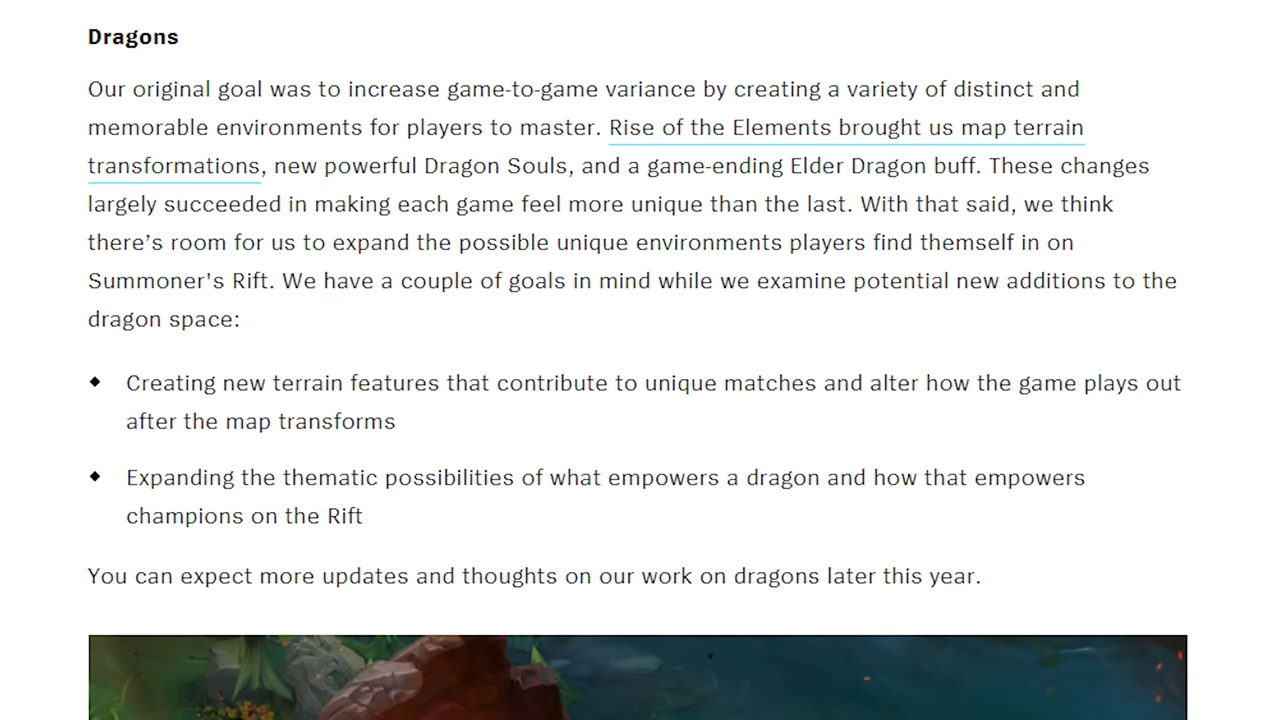 Dragons
Our original goal was to increase game-to-game variance by creating a variety of distinct and
memorable environments for players to master. Rise of the Elements brought us map terrain
transformations, new powerful Dragon Souls, and a game-ending Elder Dragon buff. These changes
largely succeeded in making each game feel more unique than the last. With that said, we think
there’s room for us to expand the possible unique environments players find themself in on
Summoner's Rift. We have a couple of goals in mind while we examine potential new additions to the
dragon space:
Creating new terrain features that contribute to unique matches and alter how the game plays out
after the map transforms
Expanding the thematic possibilities of what empowers a dragon and how that empowers
champions on the Rift
You can expect more updates and thoughts on our work on dragons later this year.